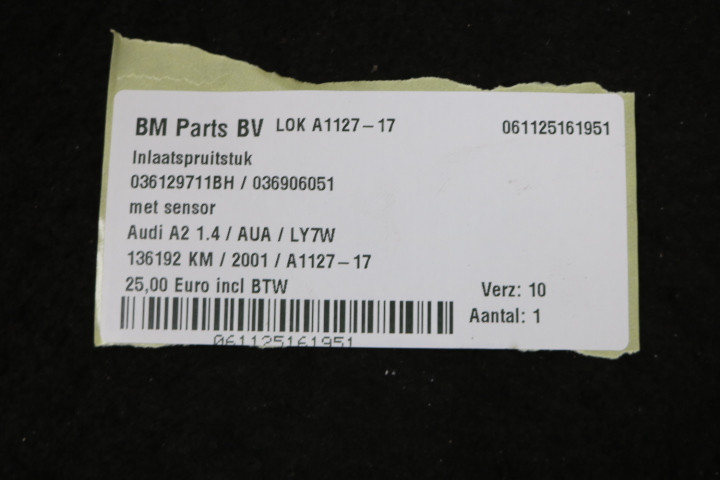 BM Parts BV LOK A1127-17 061125161951
Inlaatspruitstuk
036129711BH / 036906051
met sensor
Audi A2 1.4 / AUA / LY7W
136192 KM / 2001 / A1127-17
25,00 Euro incl BTW Verz: 10
Aantal: 1
061125161951